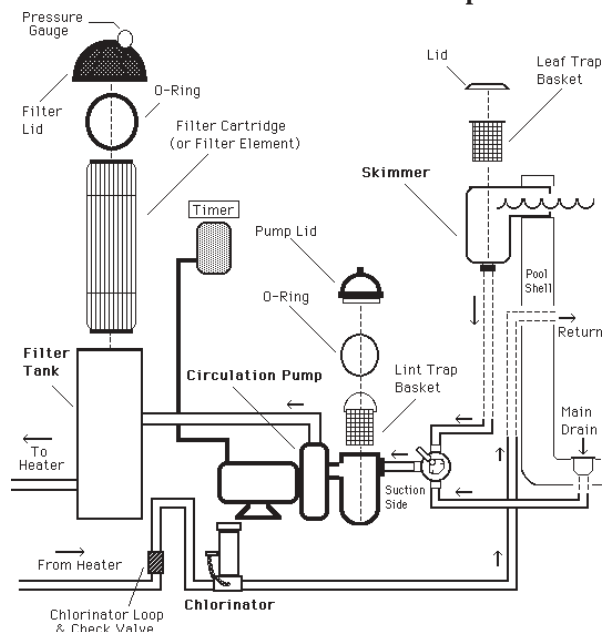 Pressure
Gauge
Filter
Lid
O-Ring
Filter Cartridge
(or Filter Element)
Lid
Leaf Trap
Basket
Skimmer
Timer
Pump Lid
O-Ring
Pool
Shell
Return
Filter
Tank
Circulation Pump
Lint Trap
Basket
Main
Drain
To
Heater
Suction
Side
From Heater
Chlorinator
Chlorinator Loop
& Check Valve